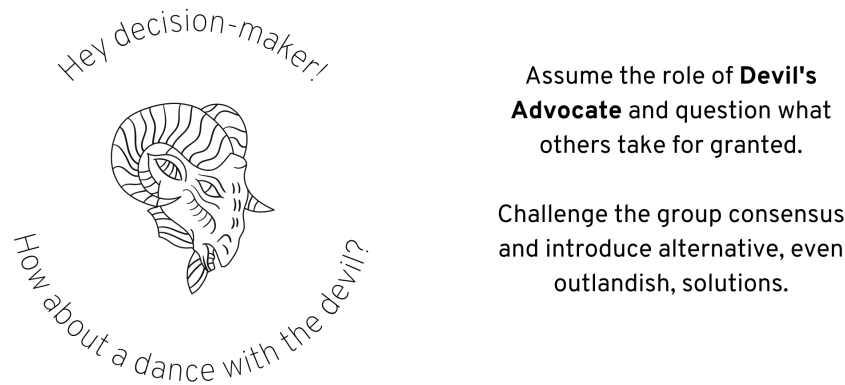 Hey decision-maker!
How about a dance with the devil?
Assume the role of Devil's
Advocate and question what
others take for granted.
Challenge the group consensus
and introduce alternative, even
outlandish, solutions.